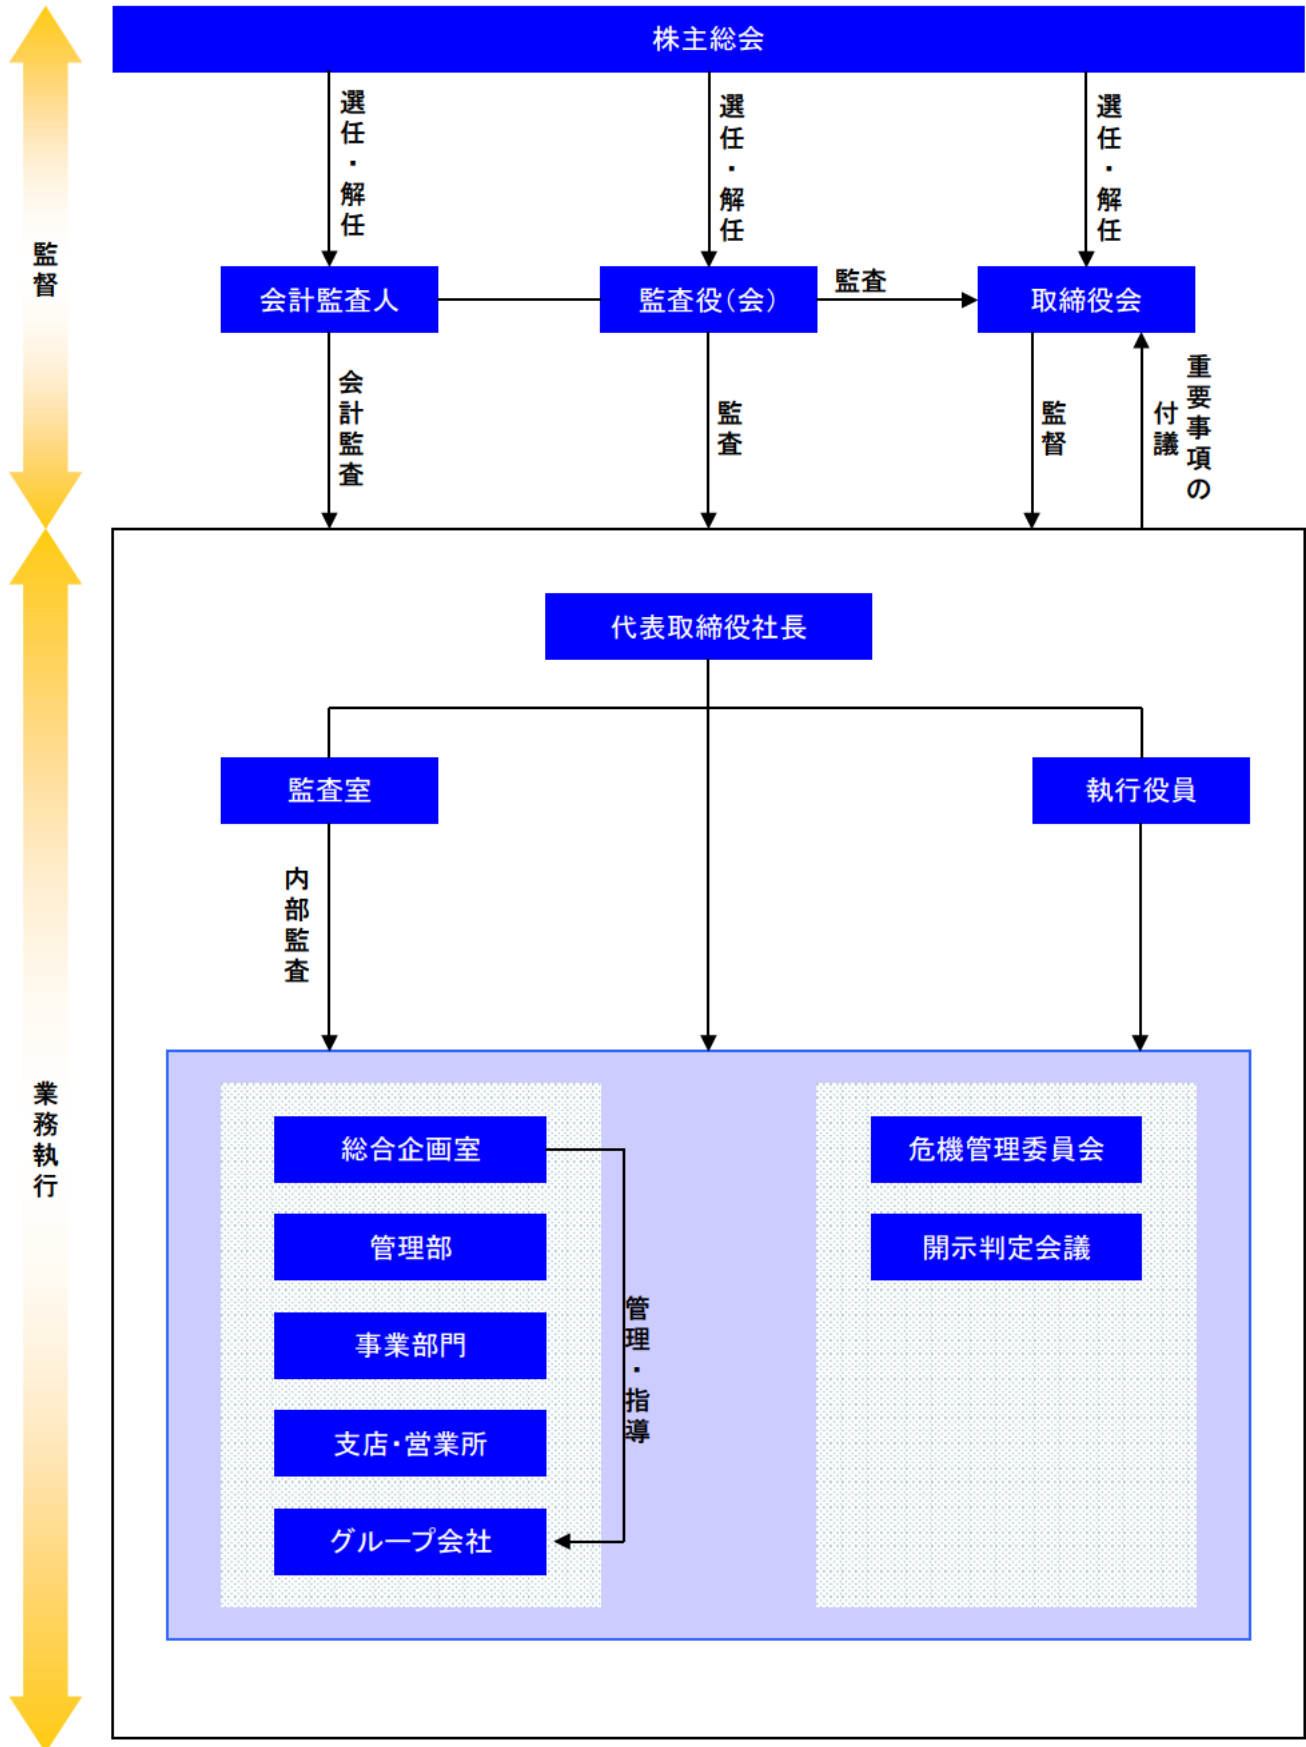 株主総会
選任・解任
選任・解任
選任・解任
監督
会計監査人
監査役(会)
監査
取締役会
会計監査
監査
監督
重要事項の
付議
代表取締役社長
監査室
執行役員
内部監査
業務執行
総合企画室
管理部
事業部門
支店・営業所
グループ会社
管理・指導
危機管理委員会
開示判定会議